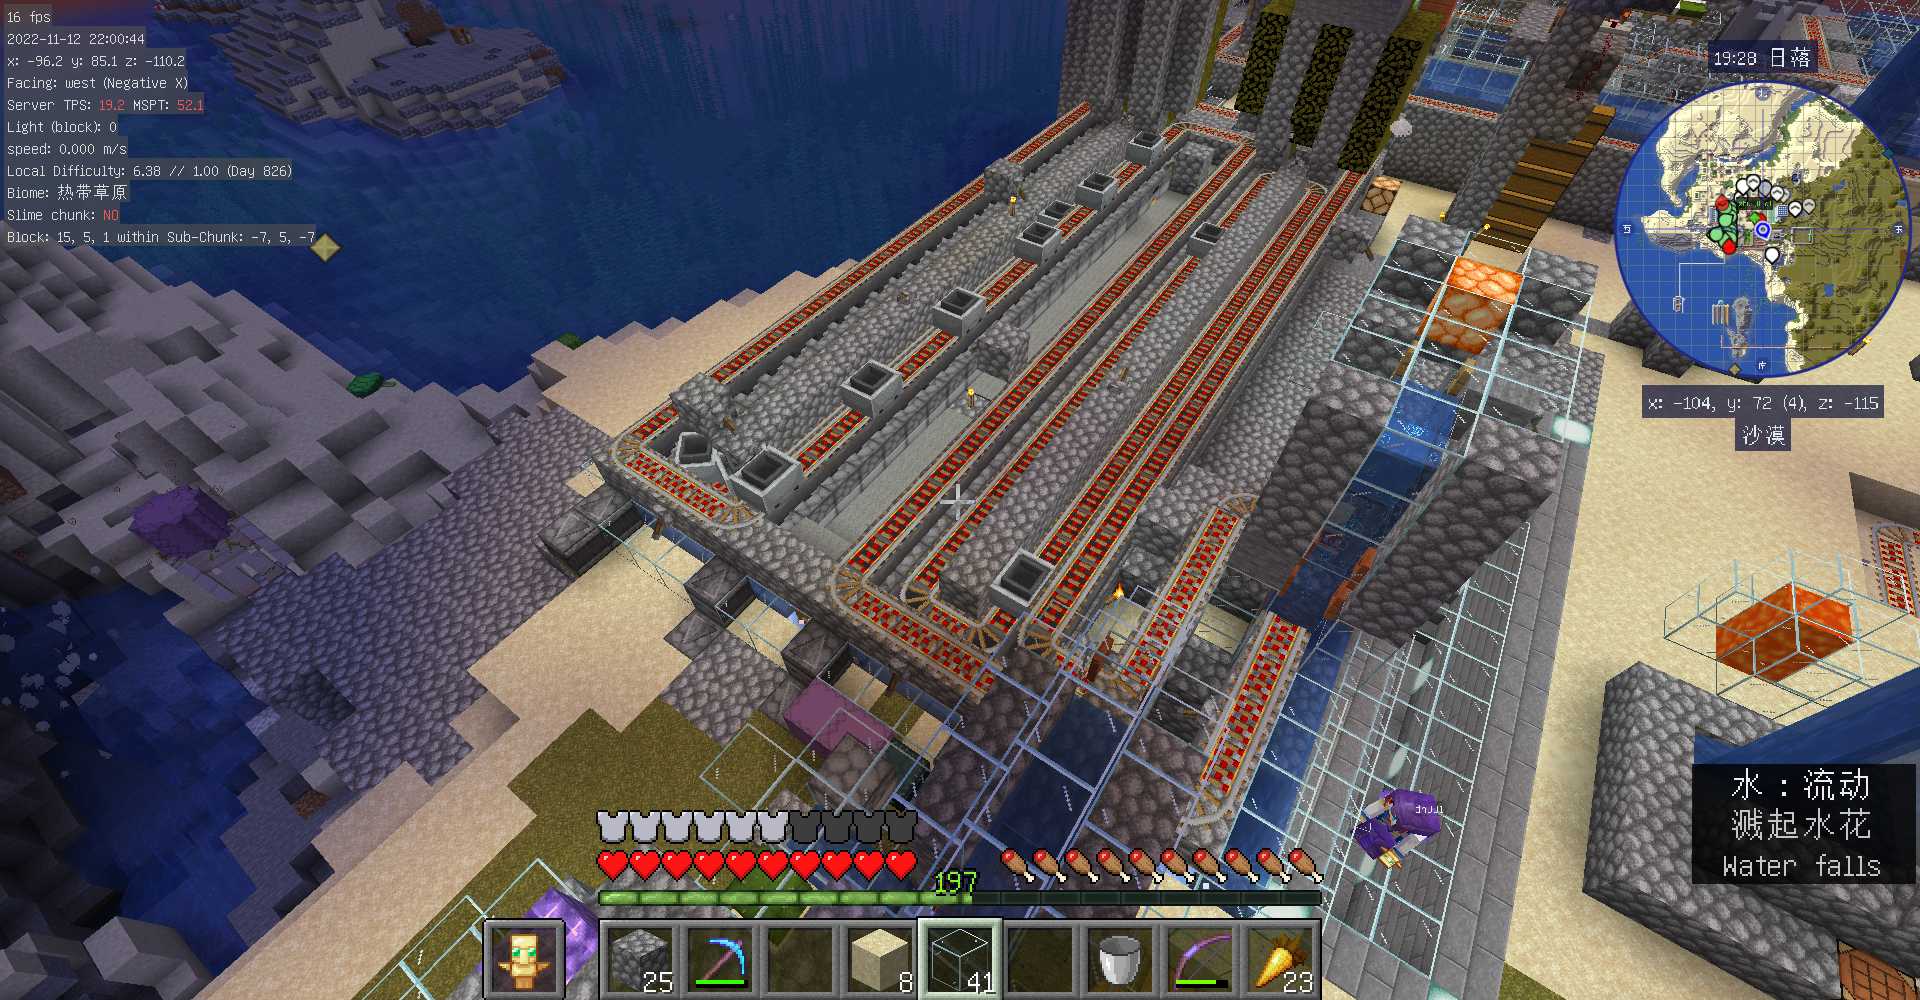 16 fps
2022-11-12 22:00:44
x: -96.2 y: 85.1 z: -110.2
Facing: west (Negative X)
Server TPS: 19.2 MSPT: 52.1
Light (block): 0
speed: 0.000 m/s
Local Difficulty: 6.38 // 1.00 (Day 826)
Biome: 热带草原
Slime chunk: NO
Block: 15, 5, 1 within Sub-Chunk: -7, 5, -7
19:28 日落
北
西
东
x: -104, y: 72 (4), z: -115
沙漠
水：流动
溅起水花
Water falls
197
25
8
41
23